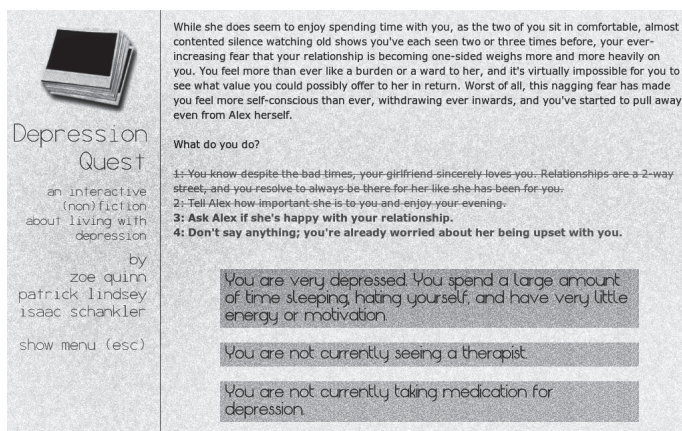 Depression
Quest
an interactive
(non)fiction
about living with
depression
by
zoe quinn
patrick lindsey
isaac schankler
show menu (esc)
While she does seem to enjoy spending time with you, as the two of you sit in comfortable, almost
contented silence watching old shows you've each seen two or three times before, your ever-
increasing fear that your relationship is becoming one-sided weighs more and more heavily on
you. You feel more than ever like a burden or a ward to her, and it's virtually impossible for you to
see what value you could possibly offer to her in return. Worst of all, this nagging fear has made
you feel more self-conscious than ever, withdrawing ever inwards, and you've started to pull away
even from Alex herself.
What do you do?
1: You know despite the bad times, your girlfriend sincerely loves you. Relationships are a 2-way
street, and you resolve to always be there for her like she has been for you.
2: Tell Alex how important she is to you and enjoy your evening.
3: Ask Alex if she's happy with your relationship.
4: Don't say anything; you're already worried about her being upset with you.
You are very depressed. You spend a large amount
of time sleeping, hating yourself, and have very little
energy or motivation.
You are not currently seeing a therapist.
You are not currently taking medication for
depression.